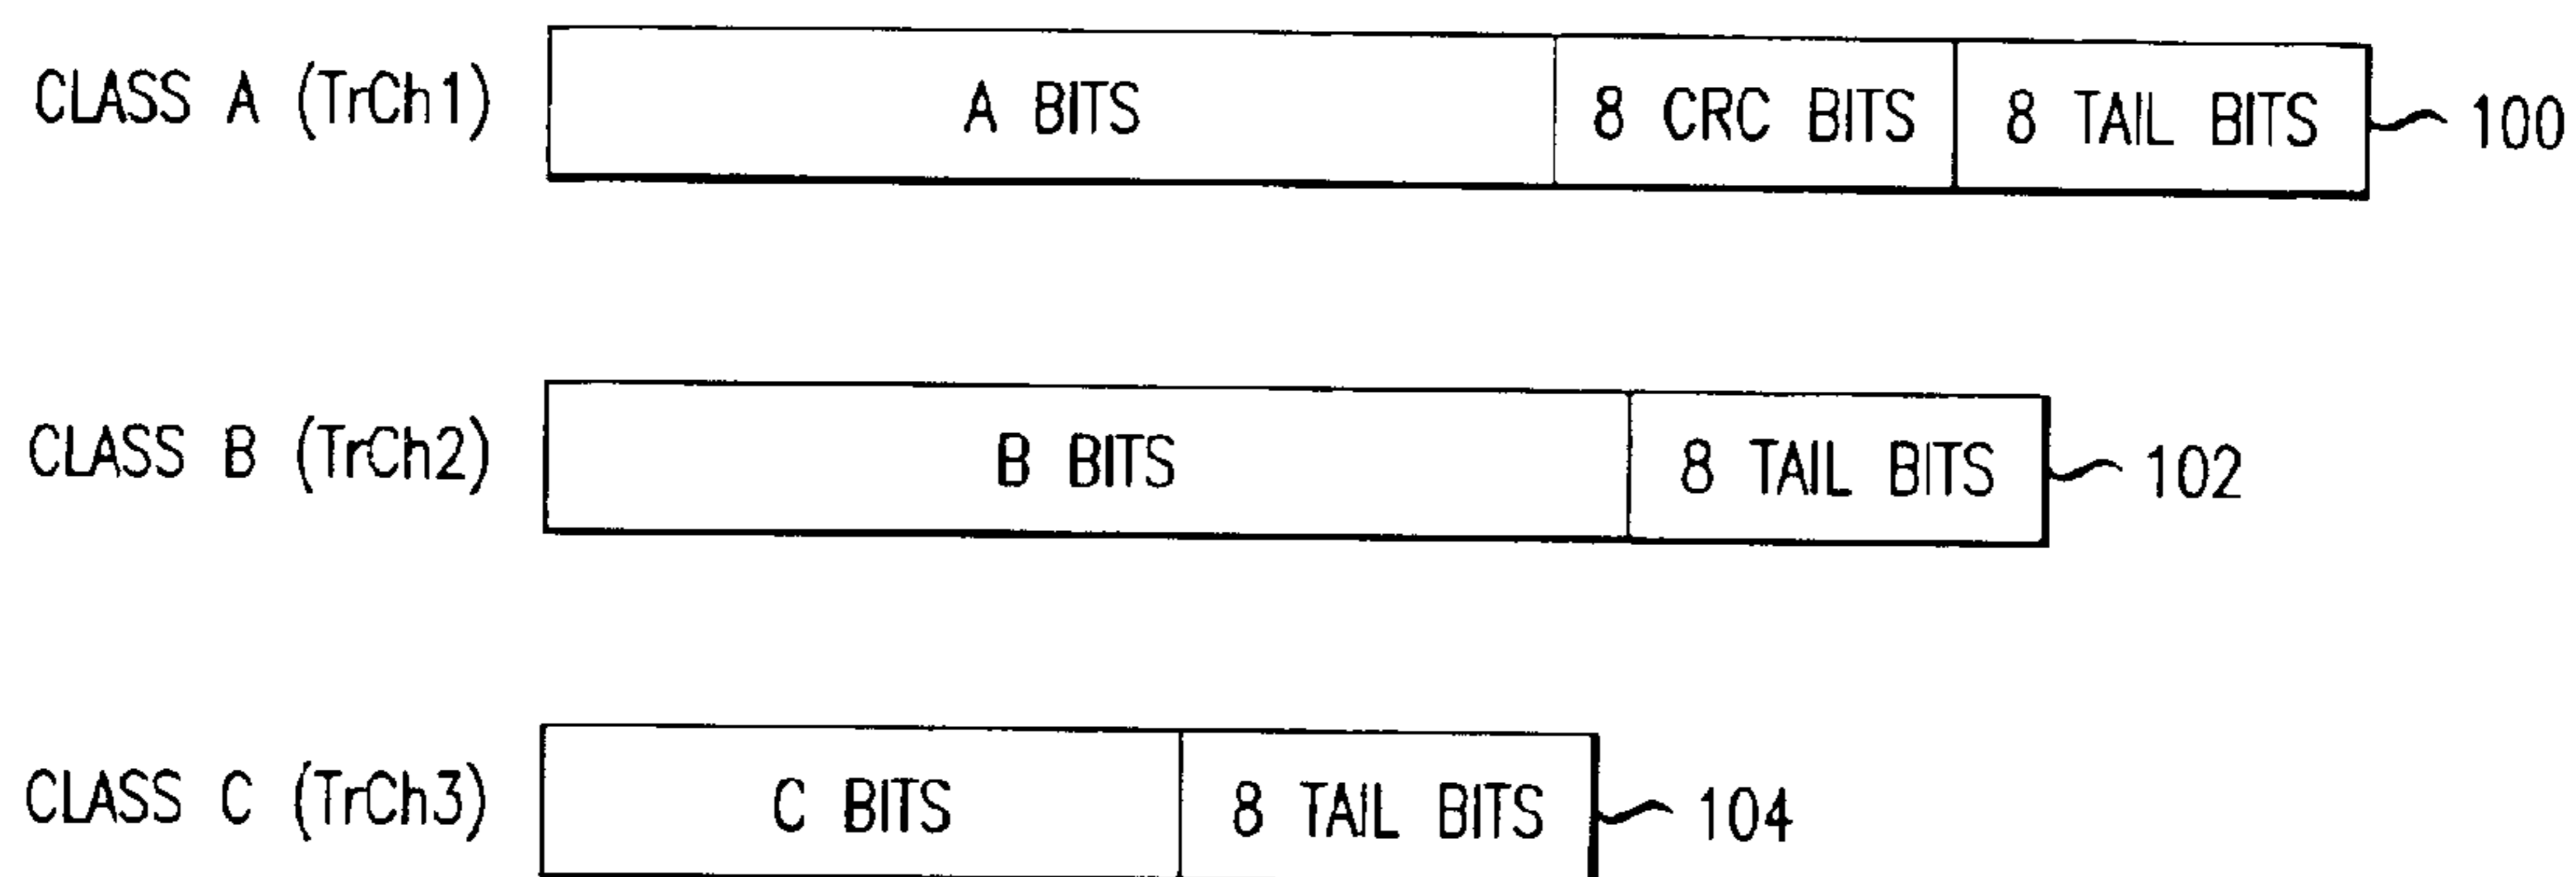 CLASS A (TrCh1) A BITS 8 CRC BITS 8 TAIL BITS 100
CLASS B (TrCh2) B BITS 8 TAIL BITS 102
CLASS C (TrCh3) C BITS 8 TAIL BITS 104